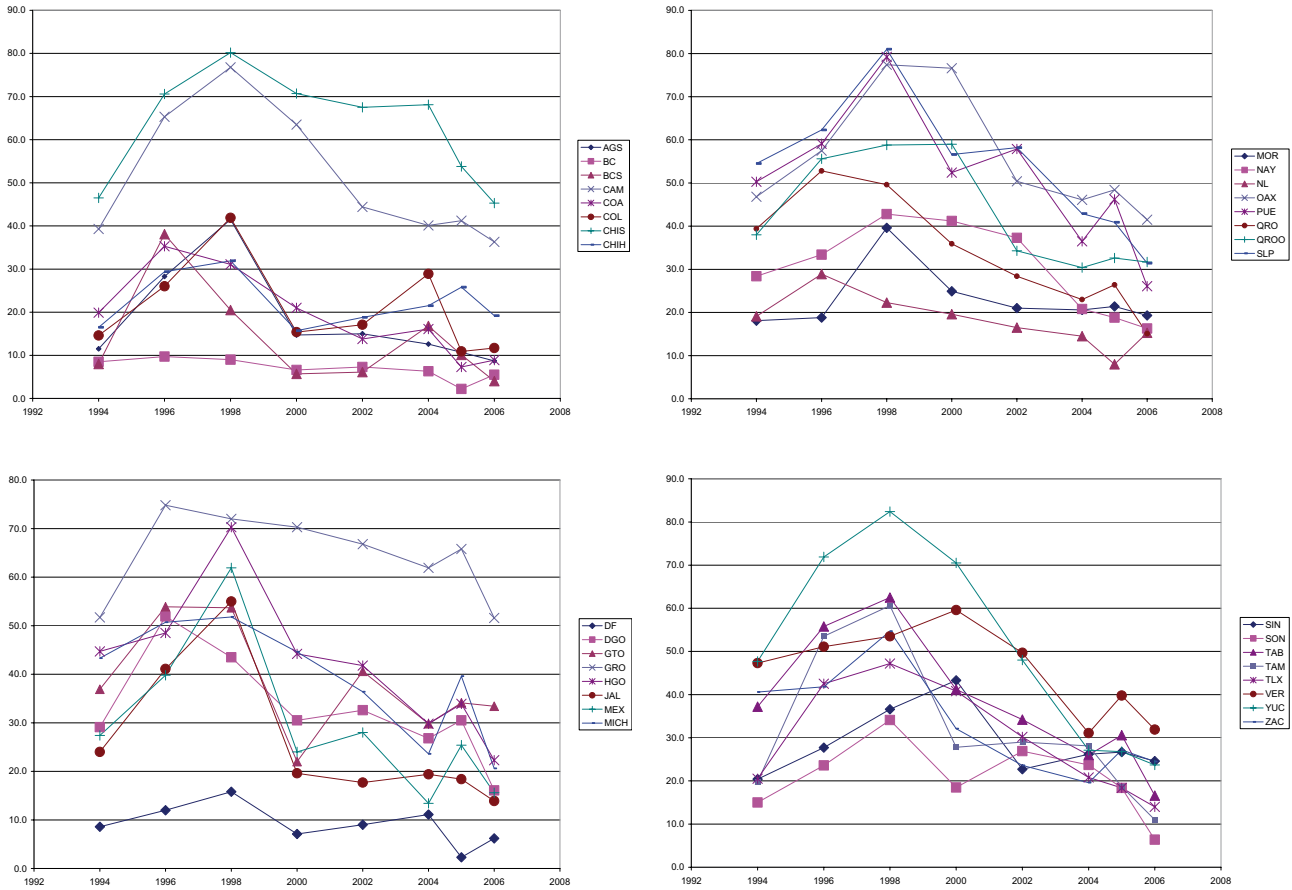 90.0
80.0
70.0
60.0
50.0
40.0
30.0
20.0
10.0
0.0
1992 1994 1996 1998 2000 2002 2004 2006 2008
AGS
BC
BCS
CAM
COA
COL
CHIS
CHIH
90.0
80.0
70.0
60.0
50.0
40.0
30.0
20.0
10.0
0.0
1992 1994 1996 1998 2000 2002 2004 2006 2008
MOR
NAY
NL
OAX
PUE
QRO
QROO
SLP
80.0
70.0
60.0
50.0
40.0
30.0
20.0
10.0
0.0
1992 1994 1996 1998 2000 2002 2004 2006 2008
DF
DGO
GTO
GRO
HGO
JAL
MEX
MICH
90.0
80.0
70.0
60.0
50.0
40.0
30.0
20.0
10.0
0.0
1992 1994 1996 1998 2000 2002 2004 2006 2008
SIN
SON
TAB
TAM
TLX
VER
YUC
ZAC